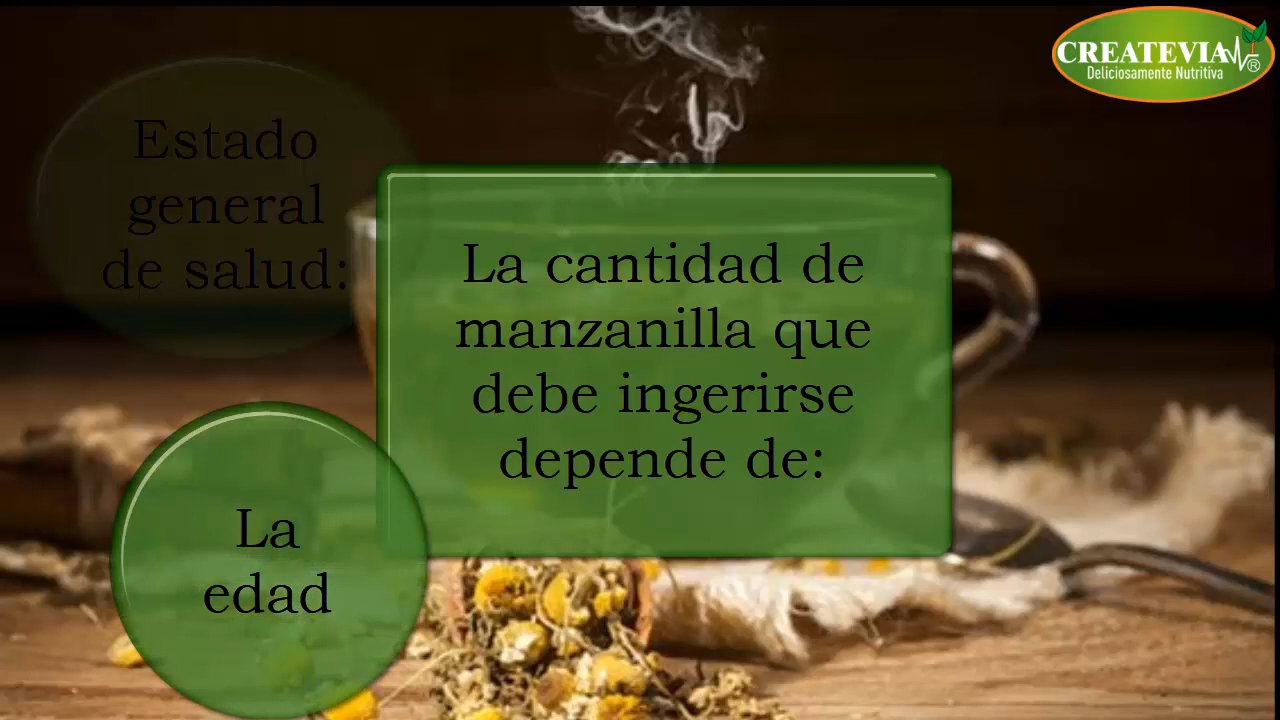 CREATEVIA
Deliciosamente Nutritiva
Estado
general
de salud:
La cantidad de
manzanilla que
debe ingerirse
depende de:
La
edad